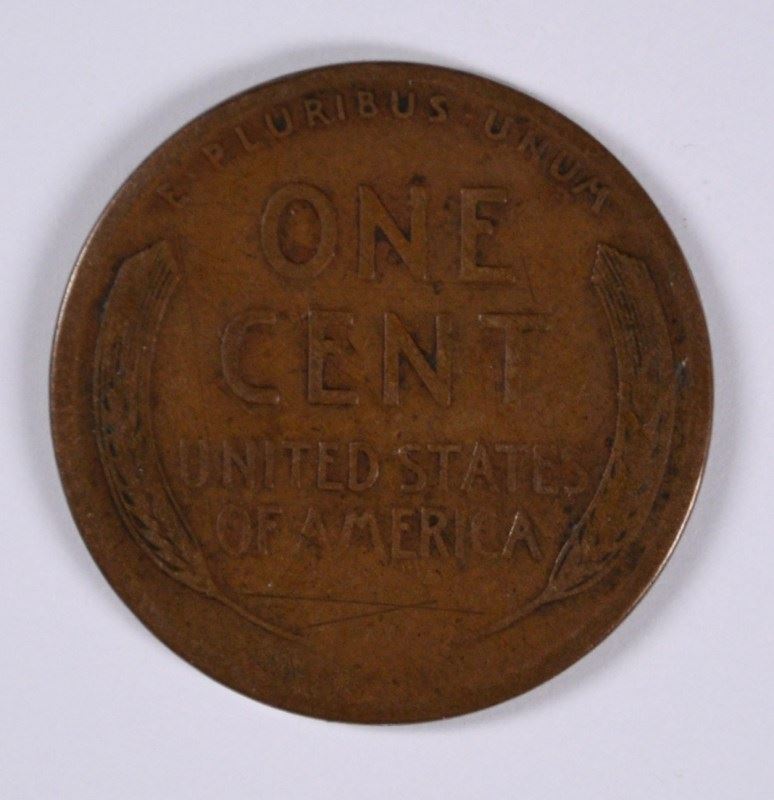 E · PLURIBUS · UNUM
ONE
CENT
UNITED STATES
OF AMERICA